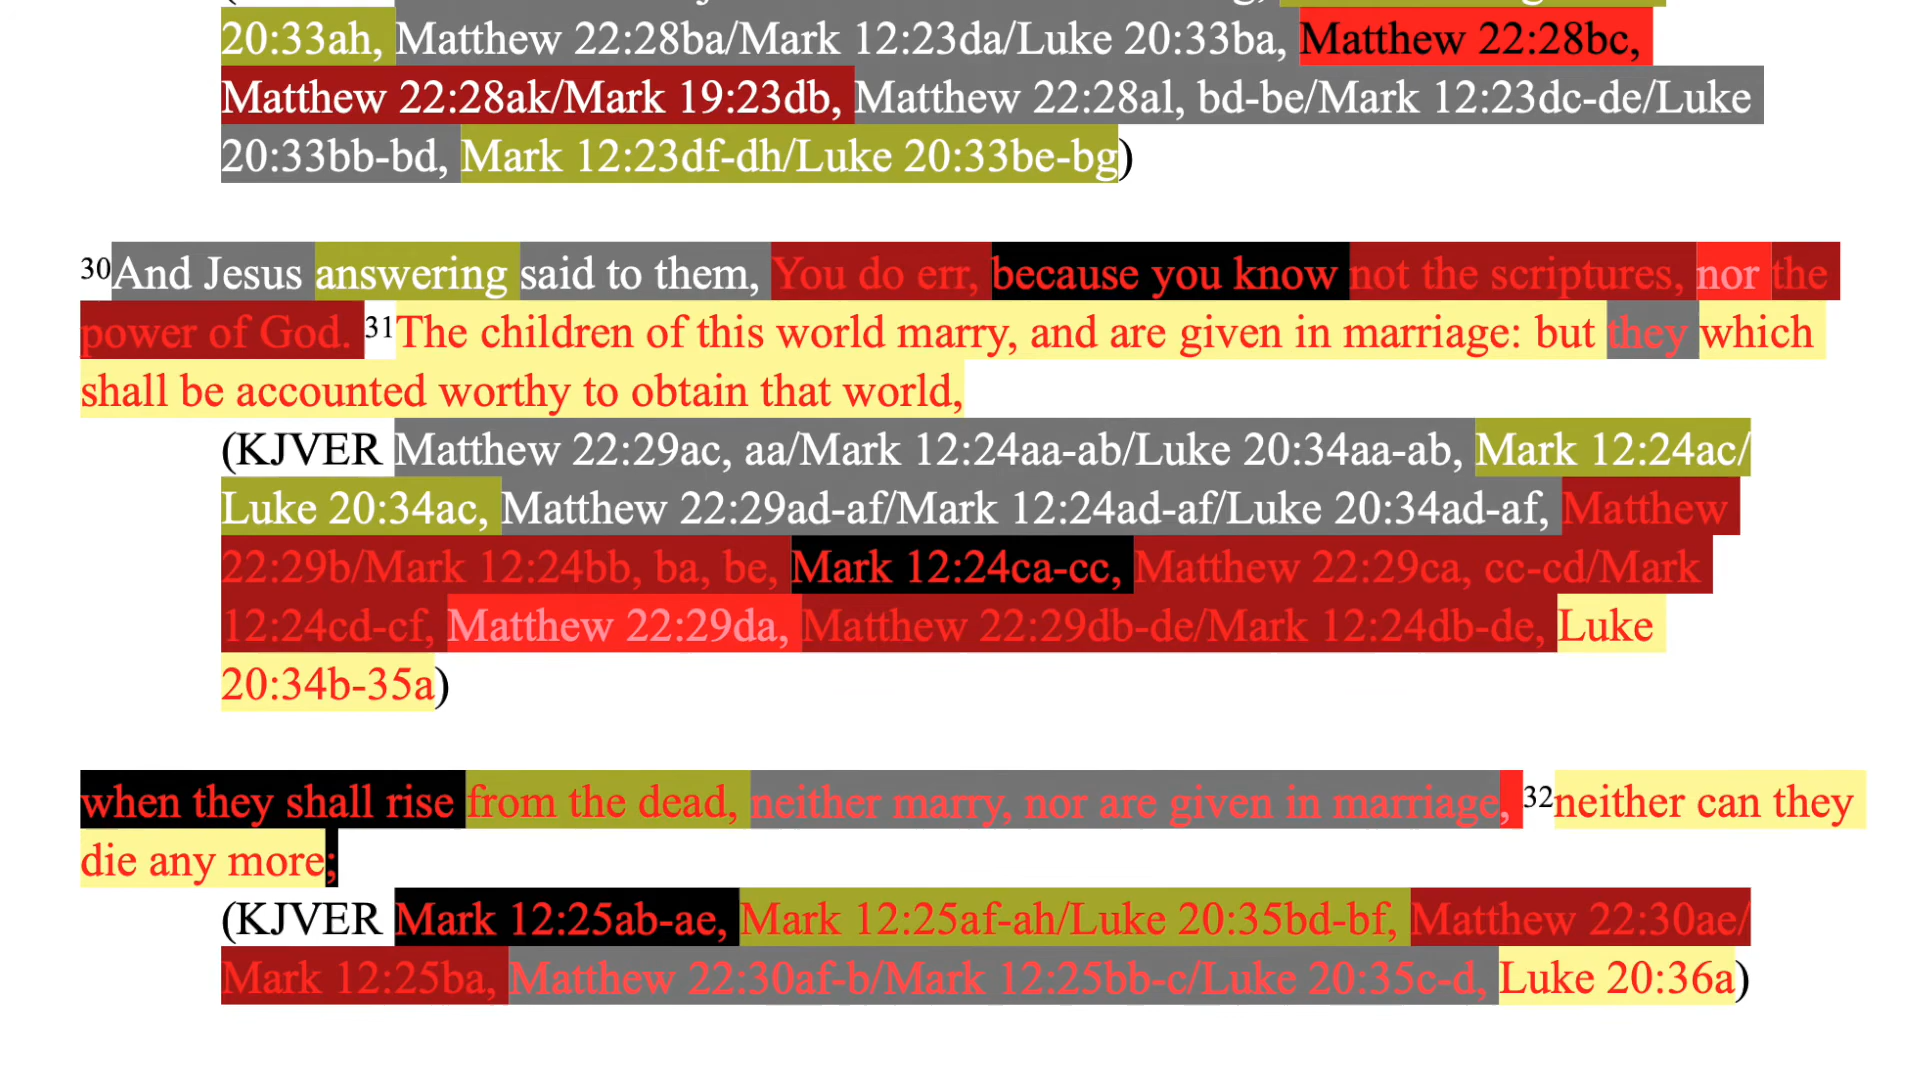 20:33ah, Matthew 22:28ba/Mark 12:23da/Luke 20:33ba, Matthew 22:28bc,
Matthew 22:28ak/Mark 19:23db, Matthew 22:28al, bd-be/Mark 12:23dc-de/Luke
20:33bb-bd, Mark 12:23df-dh/Luke 20:33be-bg)
30And Jesus answering said to them, You do err, because you know not the scriptures, nor the
power of God. 31The children of this world marry, and are given in marriage: but they which
shall be accounted worthy to obtain that world,
(KJVER Matthew 22:29ac, aa/Mark 12:24aa-ab/Luke 20:34aa-ab, Mark 12:24ac/
Luke 20:34ac, Matthew 22:29ad-af/Mark 12:24ad-af/Luke 20:34ad-af, Matthew
22:29b/Mark 12:24bb, ba, be, Mark 12:24ca-cc, Matthew 22:29ca, cc-cd/Mark
12:24cd-cf, Matthew 22:29da, Matthew 22:29db-de/Mark 12:24db-de, Luke
20:34b-35a)
when they shall rise from the dead, neither marry, nor are given in marriage, 32neither can they
die any more;
(KJVER Mark 12:25ab-ae, Mark 12:25af-ah/Luke 20:35bd-bf, Matthew 22:30ae/
Mark 12:25ba, Matthew 22:30af-b/Mark 12:25bb-c/Luke 20:35c-d, Luke 20:36a)